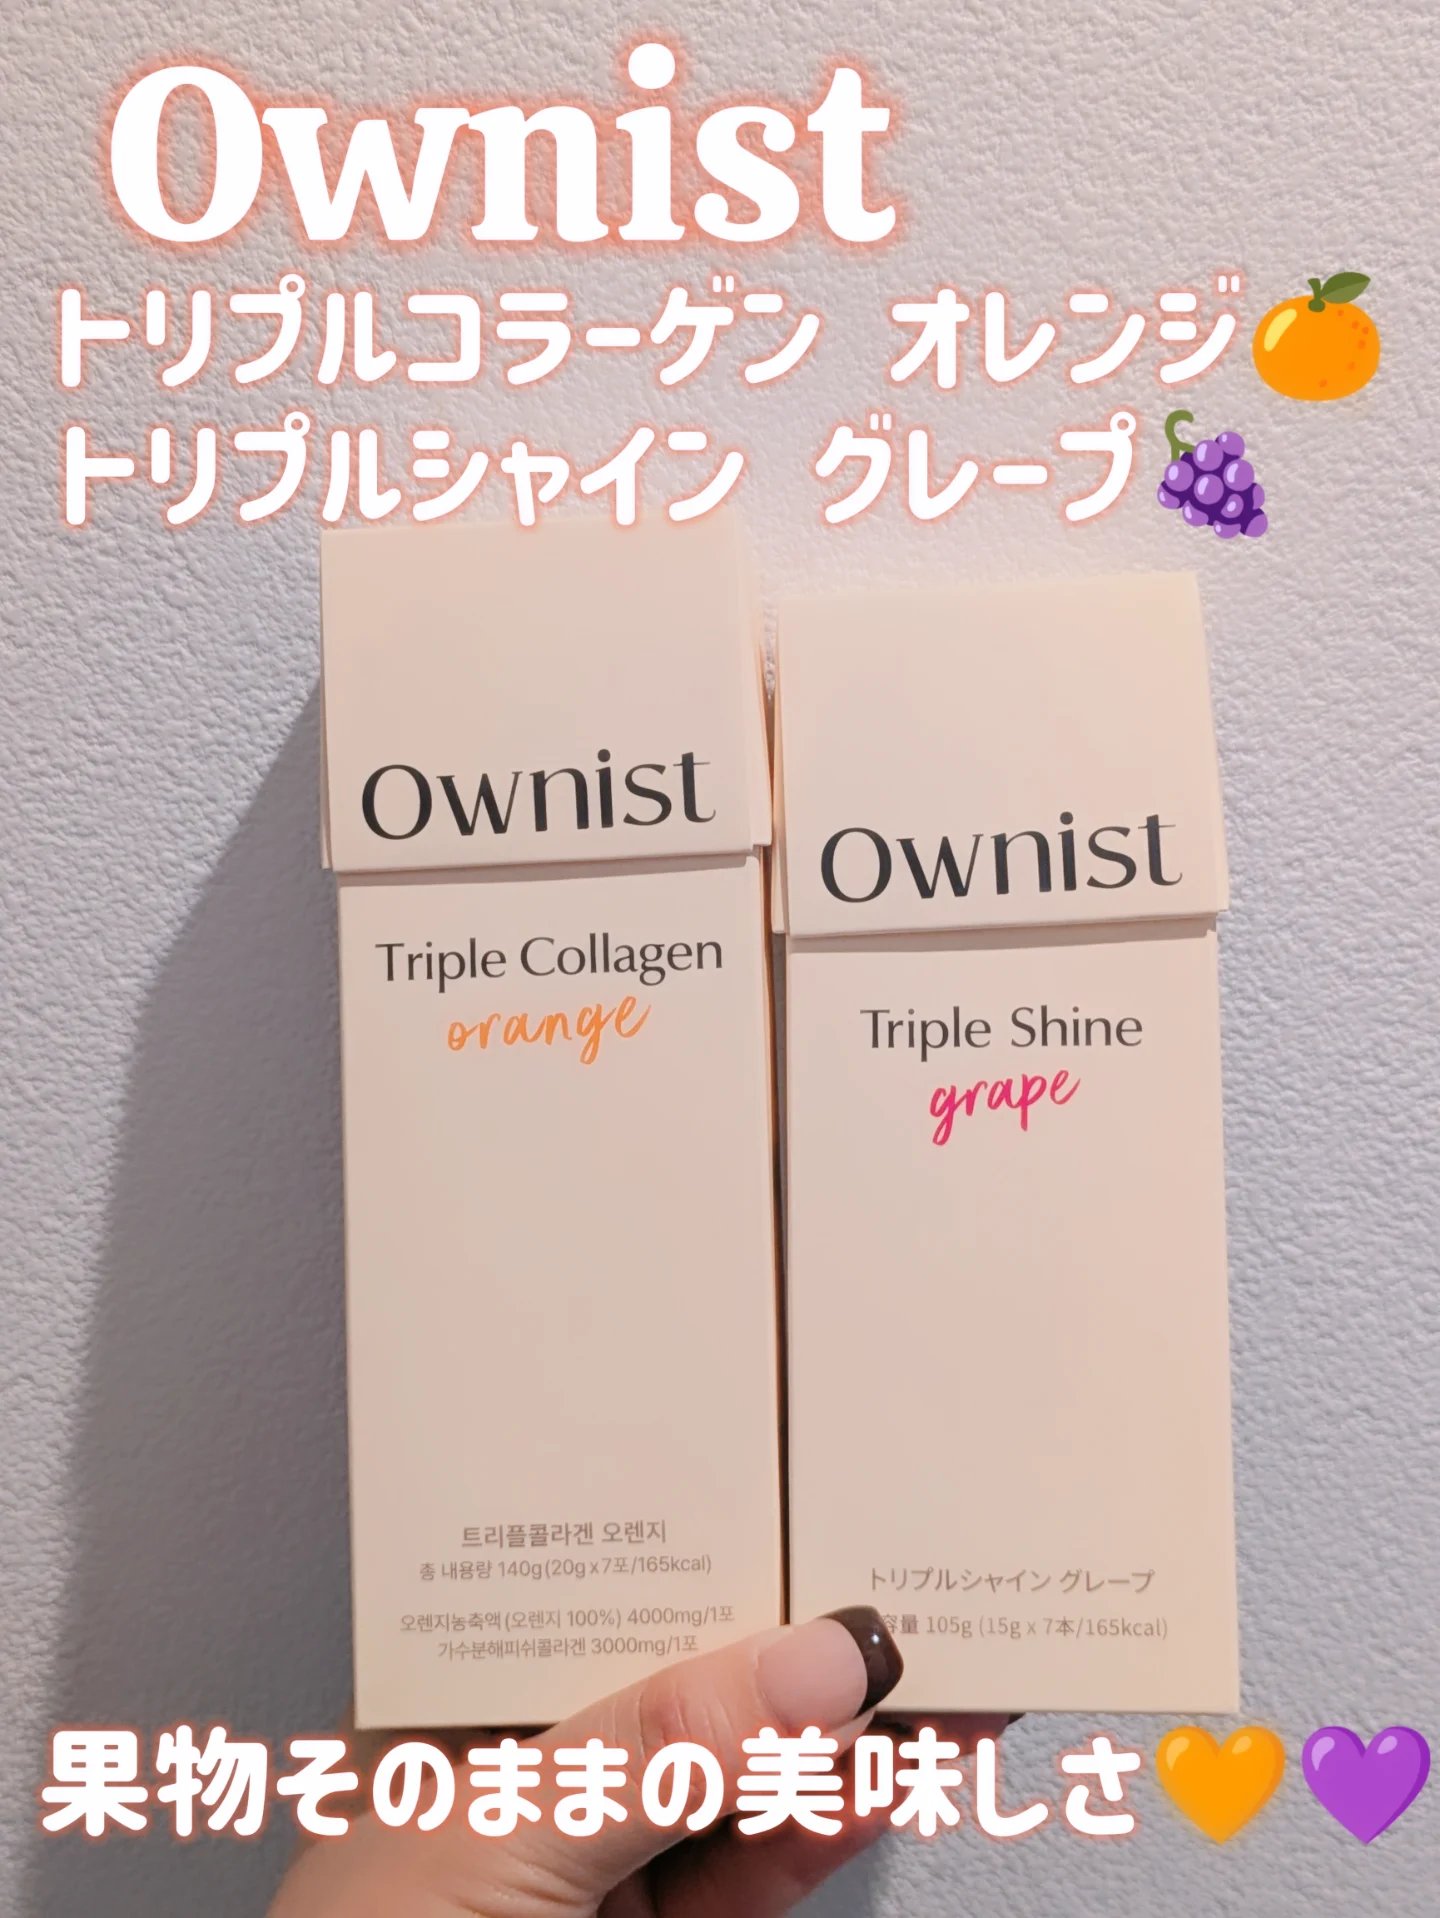 Ownist
トリプルコラーゲン オレンジ🍊
トリプルシャイン グレープ🍇
Ownist
Triple Collagen
orange
트리플콜라겐 오렌지
총 내용량 140g(20g x 7포/165kcal)
오렌지농축액(오렌지 100%) 4000mg/1포
가수분해피쉬콜라겐 3000mg/1포
Ownist
Triple Shine
grape
トリプルシャイン グレープ
容量 105g (15g x 7本/165kcal)
果物そのままの美味しさ🧡💜